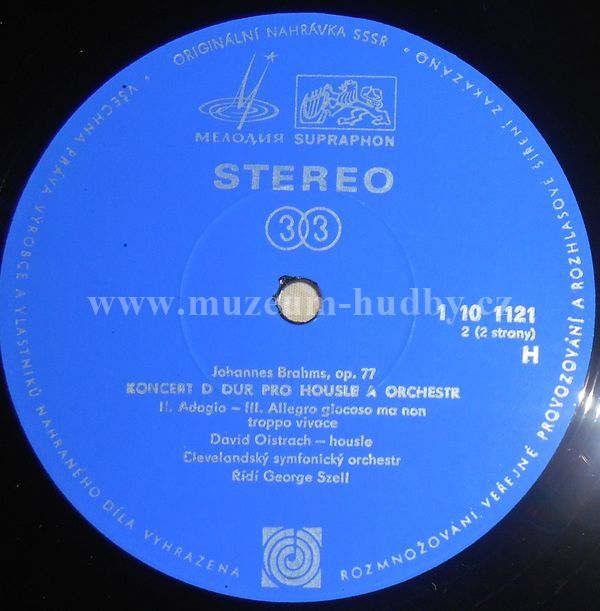 • ORIGINÁLNÍ NAHRÁVKA SSSR •
VŠECHNA PRÁVA VÝROBCE A VLASTNÍKŮ NAHRANÉHO DÍLA VYHRAZENA
ROZMNOŽOVÁNÍ, VEŘEJNÉ PROVOZOVÁNÍ A ROZHLASOVÉ ŠÍŘENÍ ZAKÁZÁNO
МЕЛОДИЯ SUPRAPHON
STEREO
33
www.muzeum-hudby.cz
1 10 1121
2 (2 strany)
H
Johannes Brahms, op. 77
KONCERT D DUR PRO HOUSLE A ORCHESTR
II. Adagio – III. Allegro giocoso ma non
troppo vivace
David Oistrach – housle
Clevelandský symfonický orchestr
Řídí George Szell